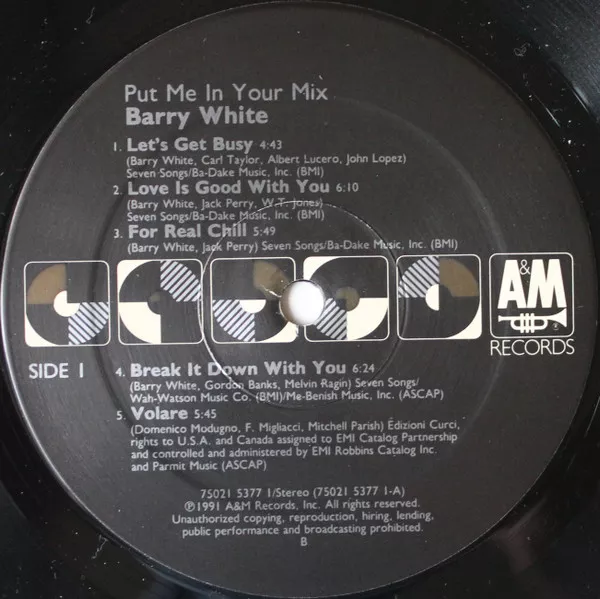 Put Me In Your Mix
Barry White
1. Let's Get Busy 4:43
(Barry White, Carl Taylor, Albert Lucero, John Lopez)
Seven Songs/Ba-Dake Music, Inc. (BMI)
2. Love Is Good With You 6:10
(Barry White, Jack Perry, W.T. Jones)
Seven Songs/Ba-Dake Music, Inc. (BMI)
3. For Real Chill 5:49
(Barry White, Jack Perry) Seven Songs/Ba-Dake Music, Inc. (BMI)
A&M
RECORDS
SIDE 1
4. Break It Down With You 6:24
(Barry White, Gordon Banks, Melvin Ragin) Seven Songs/
Wah-Watson Music Co. (BMI)/Me-Benish Music, Inc. (ASCAP)
5. Volare 5:45
(Domenico Modugno, F. Migliacci, Mitchell Parish) Edizioni Curci,
rights to U.S.A. and Canada assigned to EMI Catalog Partnership
and controlled and administered by EMI Robbins Catalog Inc.
and Parmit Music (ASCAP)
75021 5377 1/Stereo (75021 5377 1-A)
℗1991 A&M Records, Inc. All rights reserved.
Unauthorized copying, reproduction, hiring, lending,
public performance and broadcasting prohibited.
B